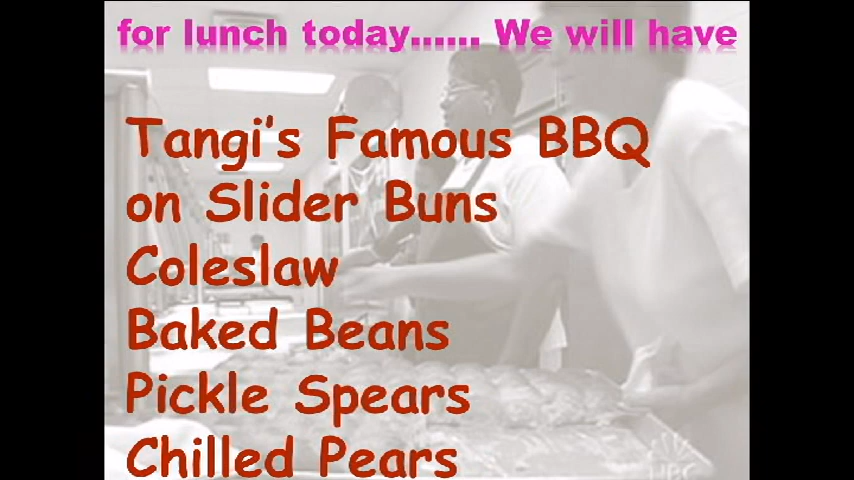 for lunch today...... We will have
Tangi's Famous BBQ
on Slider Buns
Coleslaw
Baked Beans
Pickle Spears
Chilled Pears
NBC